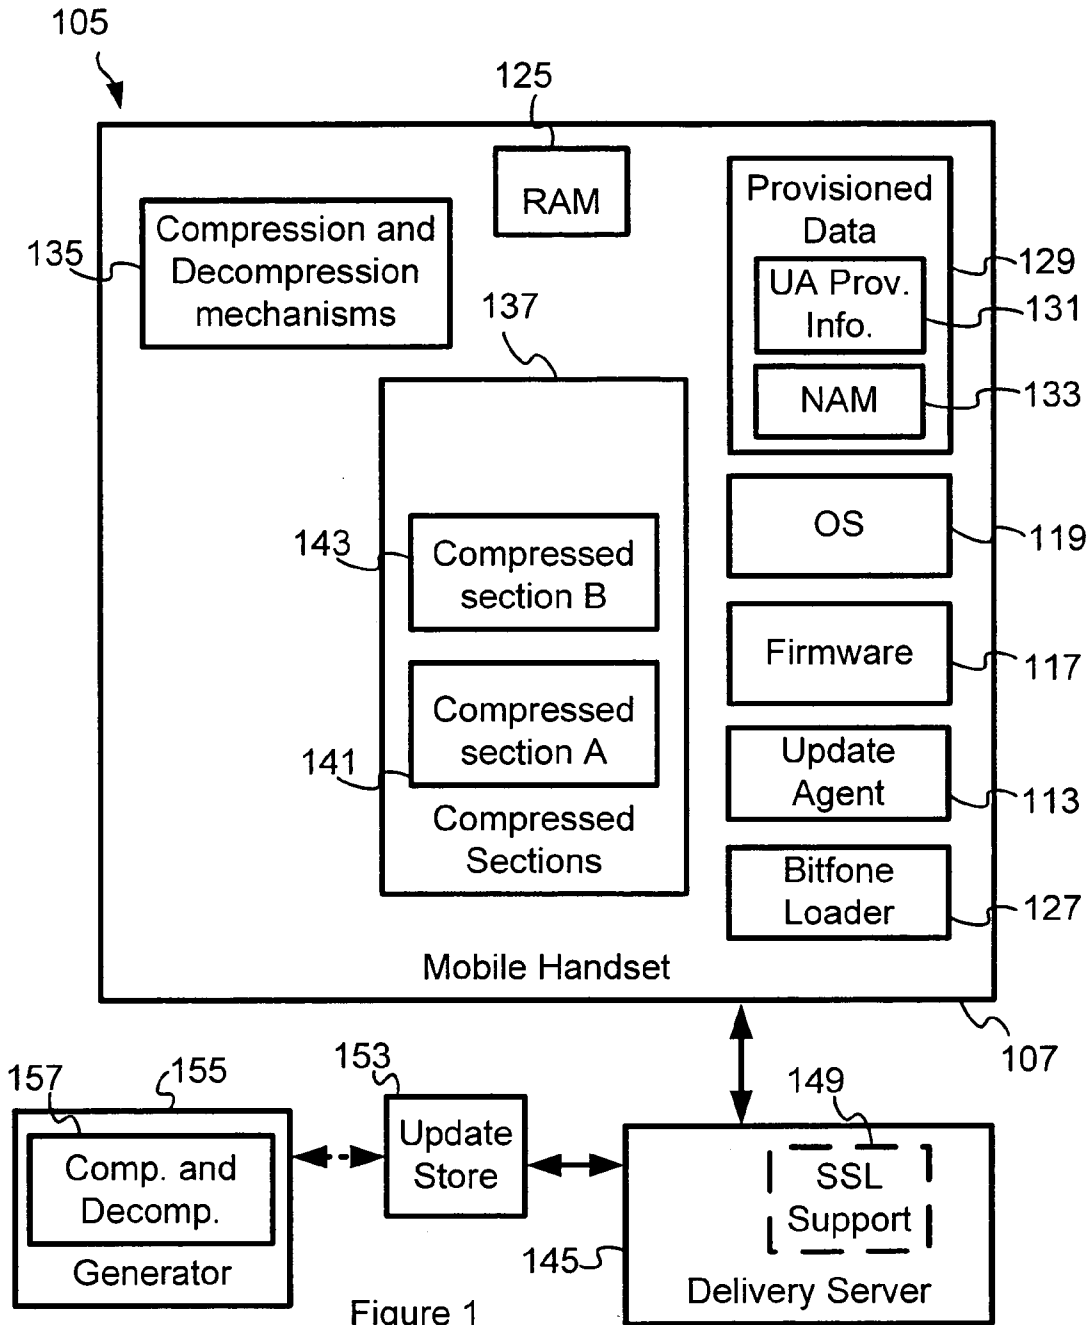 105
125
RAM
Provisioned
Data
129
UA Prov.
Info.
131
NAM
133
Compression and
Decompression
mechanisms
135
137
OS
119
143
Compressed
section B
Firmware
117
Compressed
section A
141
Update
Agent
113
Compressed
Sections
Bitfone
Loader
127
Mobile Handset
107
157
155
153
149
Comp. and
Decomp.
Generator
Update
Store
SSL
Support
145
Delivery Server
Figure 1